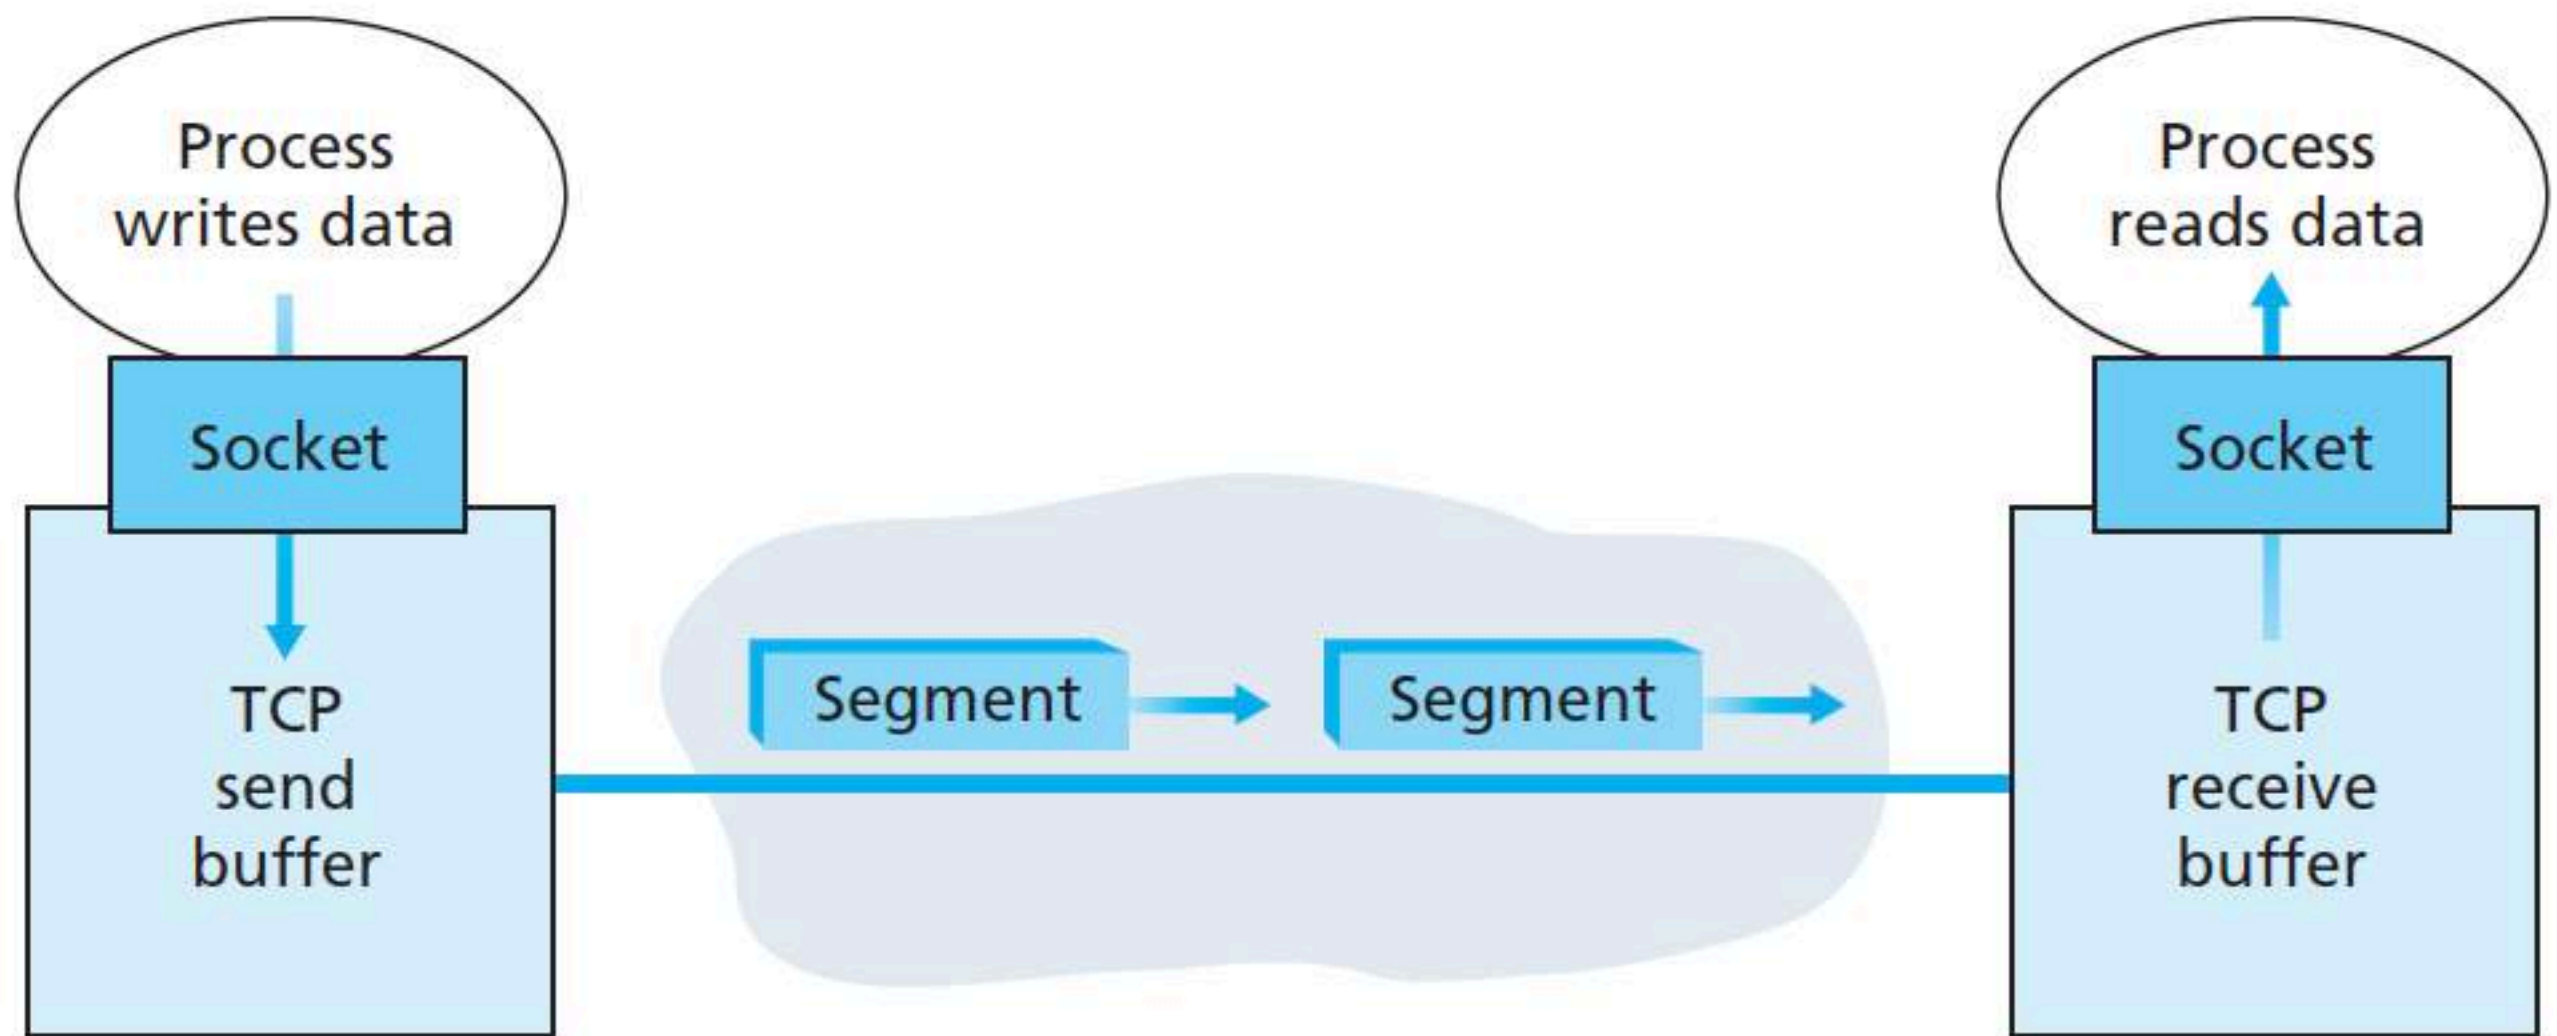 Process
writes data
Socket
TCP
send
buffer
Segment
Segment
Process
reads data
Socket
TCP
receive
buffer